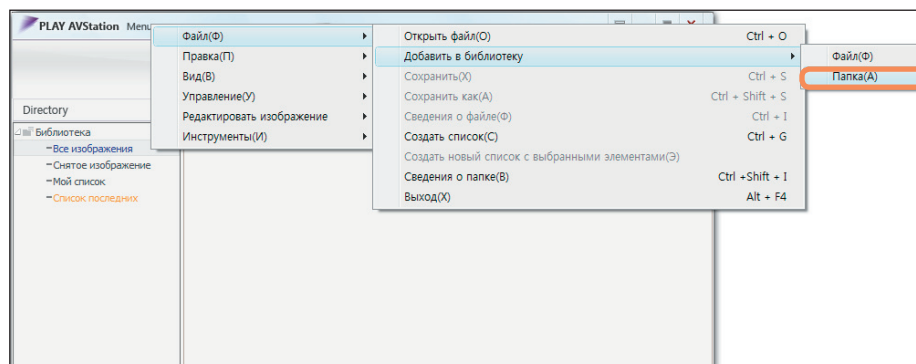 PLAY AVStation Menu
Файл(Ф)
Правка(П)
Вид(В)
Управление(У)
Редактировать изображение
Инструменты(И)
Открыть файл(О) Ctrl + O
Добавить в библиотеку
Сохранить(Х) Ctrl + S
Сохранить как(А) Ctrl + Shift + S
Сведения о файле(Ф) Ctrl + I
Создать список(С) Ctrl + G
Создать новый список с выбранными элементами(Э)
Сведения о папке(В) Ctrl +Shift + I
Выход(Х) Alt + F4
Файл(Ф)
Папка(А)
Directory
Библиотека
Все изображения
Снятое изображение
Мой список
Список последних